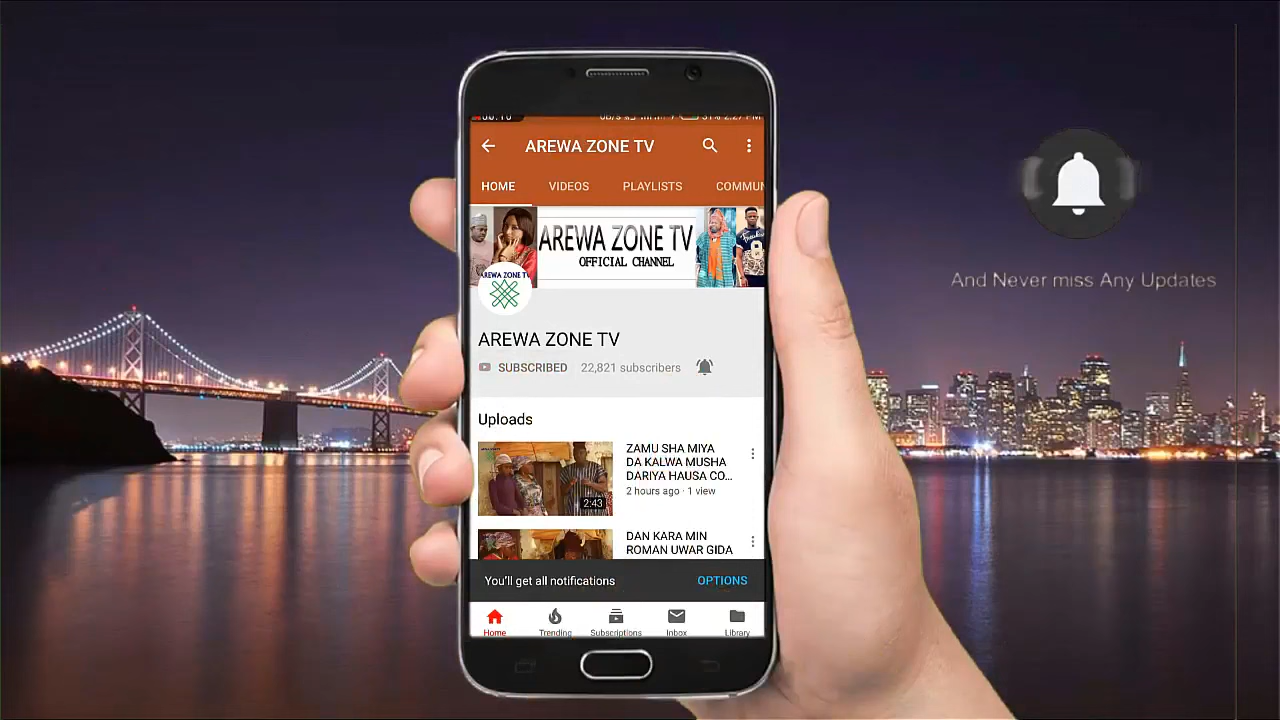 AREWA ZONE TV
HOME VIDEOS PLAYLISTS COMMUN
AREWA ZONE TV
OFFICIAL CHANNEL
AREWA ZONE TV
AREWA ZONE TV
SUBSCRIBED 22,821 subscribers
Uploads
ZAMU SHA MIYA
DA KALWA MUSHA
DARIYA HAUSA CO...
2 hours ago · 1 view
2:43
DAN KARA MIN
ROMAN UWAR GIDA
You'll get all notifications OPTIONS
Home Trending Subscriptions Inbox Library
And Never miss Any Updates